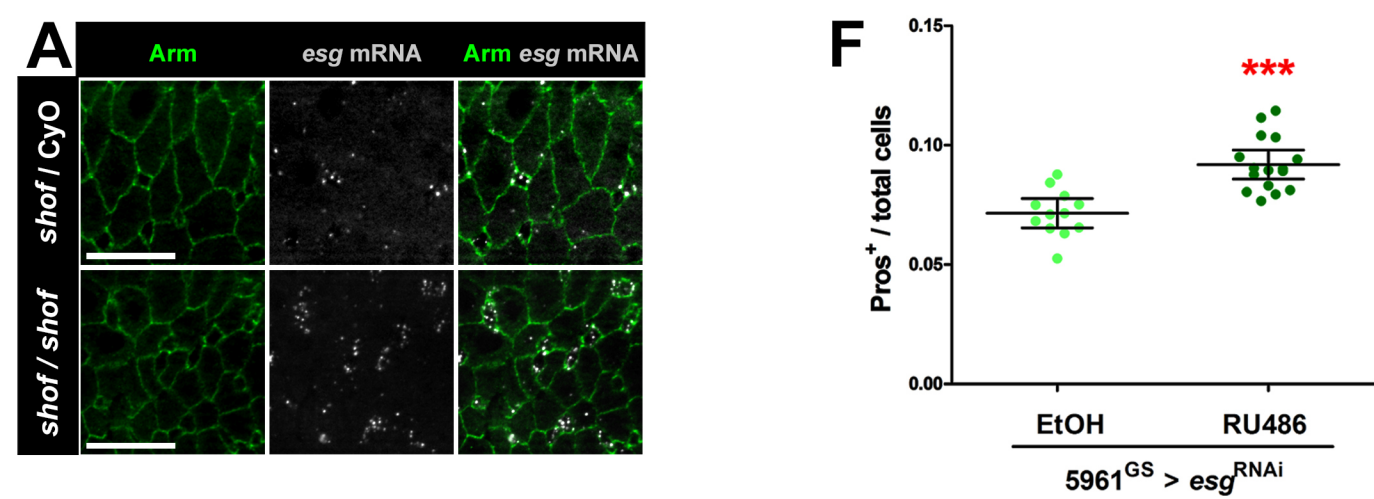 A
Arm
esg mRNA
Arm esg mRNA
shof / CyO
shof / shof
F
Pros+ / total cells
0.15
***
0.10
0.05
0.00
EtOH
RU486
5961GS > esgRNAi